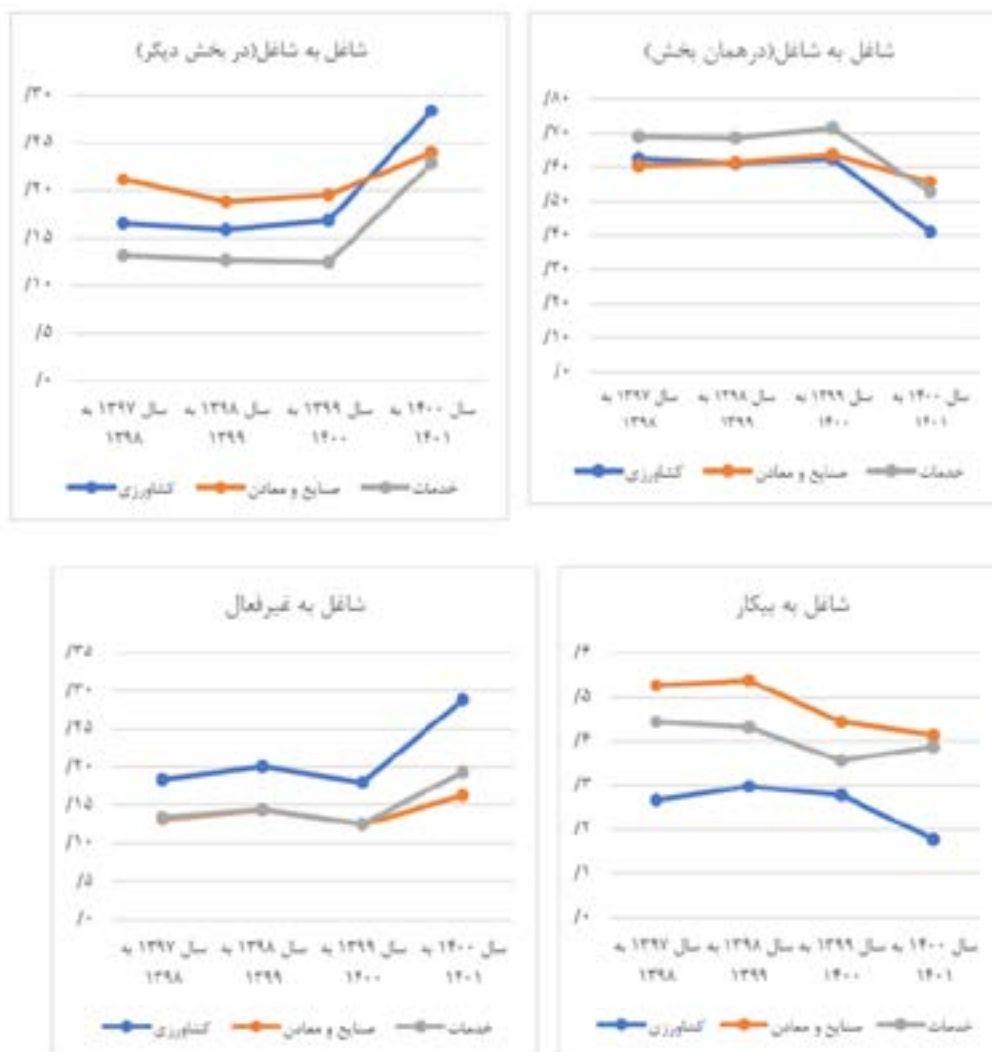 شاغل به شاغل(درهمان بخش)
/۸۰
/۷۰
/۶۰
/۵۰
/۴۰
/۳۰
/۲۰
/۱۰
/۰
سال ۱۳۹۷ به ۱۳۹۸
سال ۱۳۹۸ به ۱۳۹۹
سال ۱۳۹۹ به ۱۴۰۰
سال ۱۴۰۰ به ۱۴۰۱
کشاورزی صنایع و معادن خدمات
شاغل به شاغل(در بخش دیگر)
/۳۰
/۲۵
/۲۰
/۱۵
/۱۰
/۵
/۰
سال ۱۳۹۷ به ۱۳۹۸
سال ۱۳۹۸ به ۱۳۹۹
سال ۱۳۹۹ به ۱۴۰۰
سال ۱۴۰۰ به ۱۴۰۱
کشاورزی صنایع و معادن خدمات
شاغل به بیکار
/۶
/۵
/۴
/۳
/۲
/۱
/۰
سال ۱۳۹۷ به ۱۳۹۸
سال ۱۳۹۸ به ۱۳۹۹
سال ۱۳۹۹ به ۱۴۰۰
سال ۱۴۰۰ به ۱۴۰۱
کشاورزی صنایع و معادن خدمات
شاغل به غیرفعال
/۳۵
/۳۰
/۲۵
/۲۰
/۱۵
/۱۰
/۵
/۰
سال ۱۳۹۷ به ۱۳۹۸
سال ۱۳۹۸ به ۱۳۹۹
سال ۱۳۹۹ به ۱۴۰۰
سال ۱۴۰۰ به ۱۴۰۱
کشاورزی صنایع و معادن خدمات